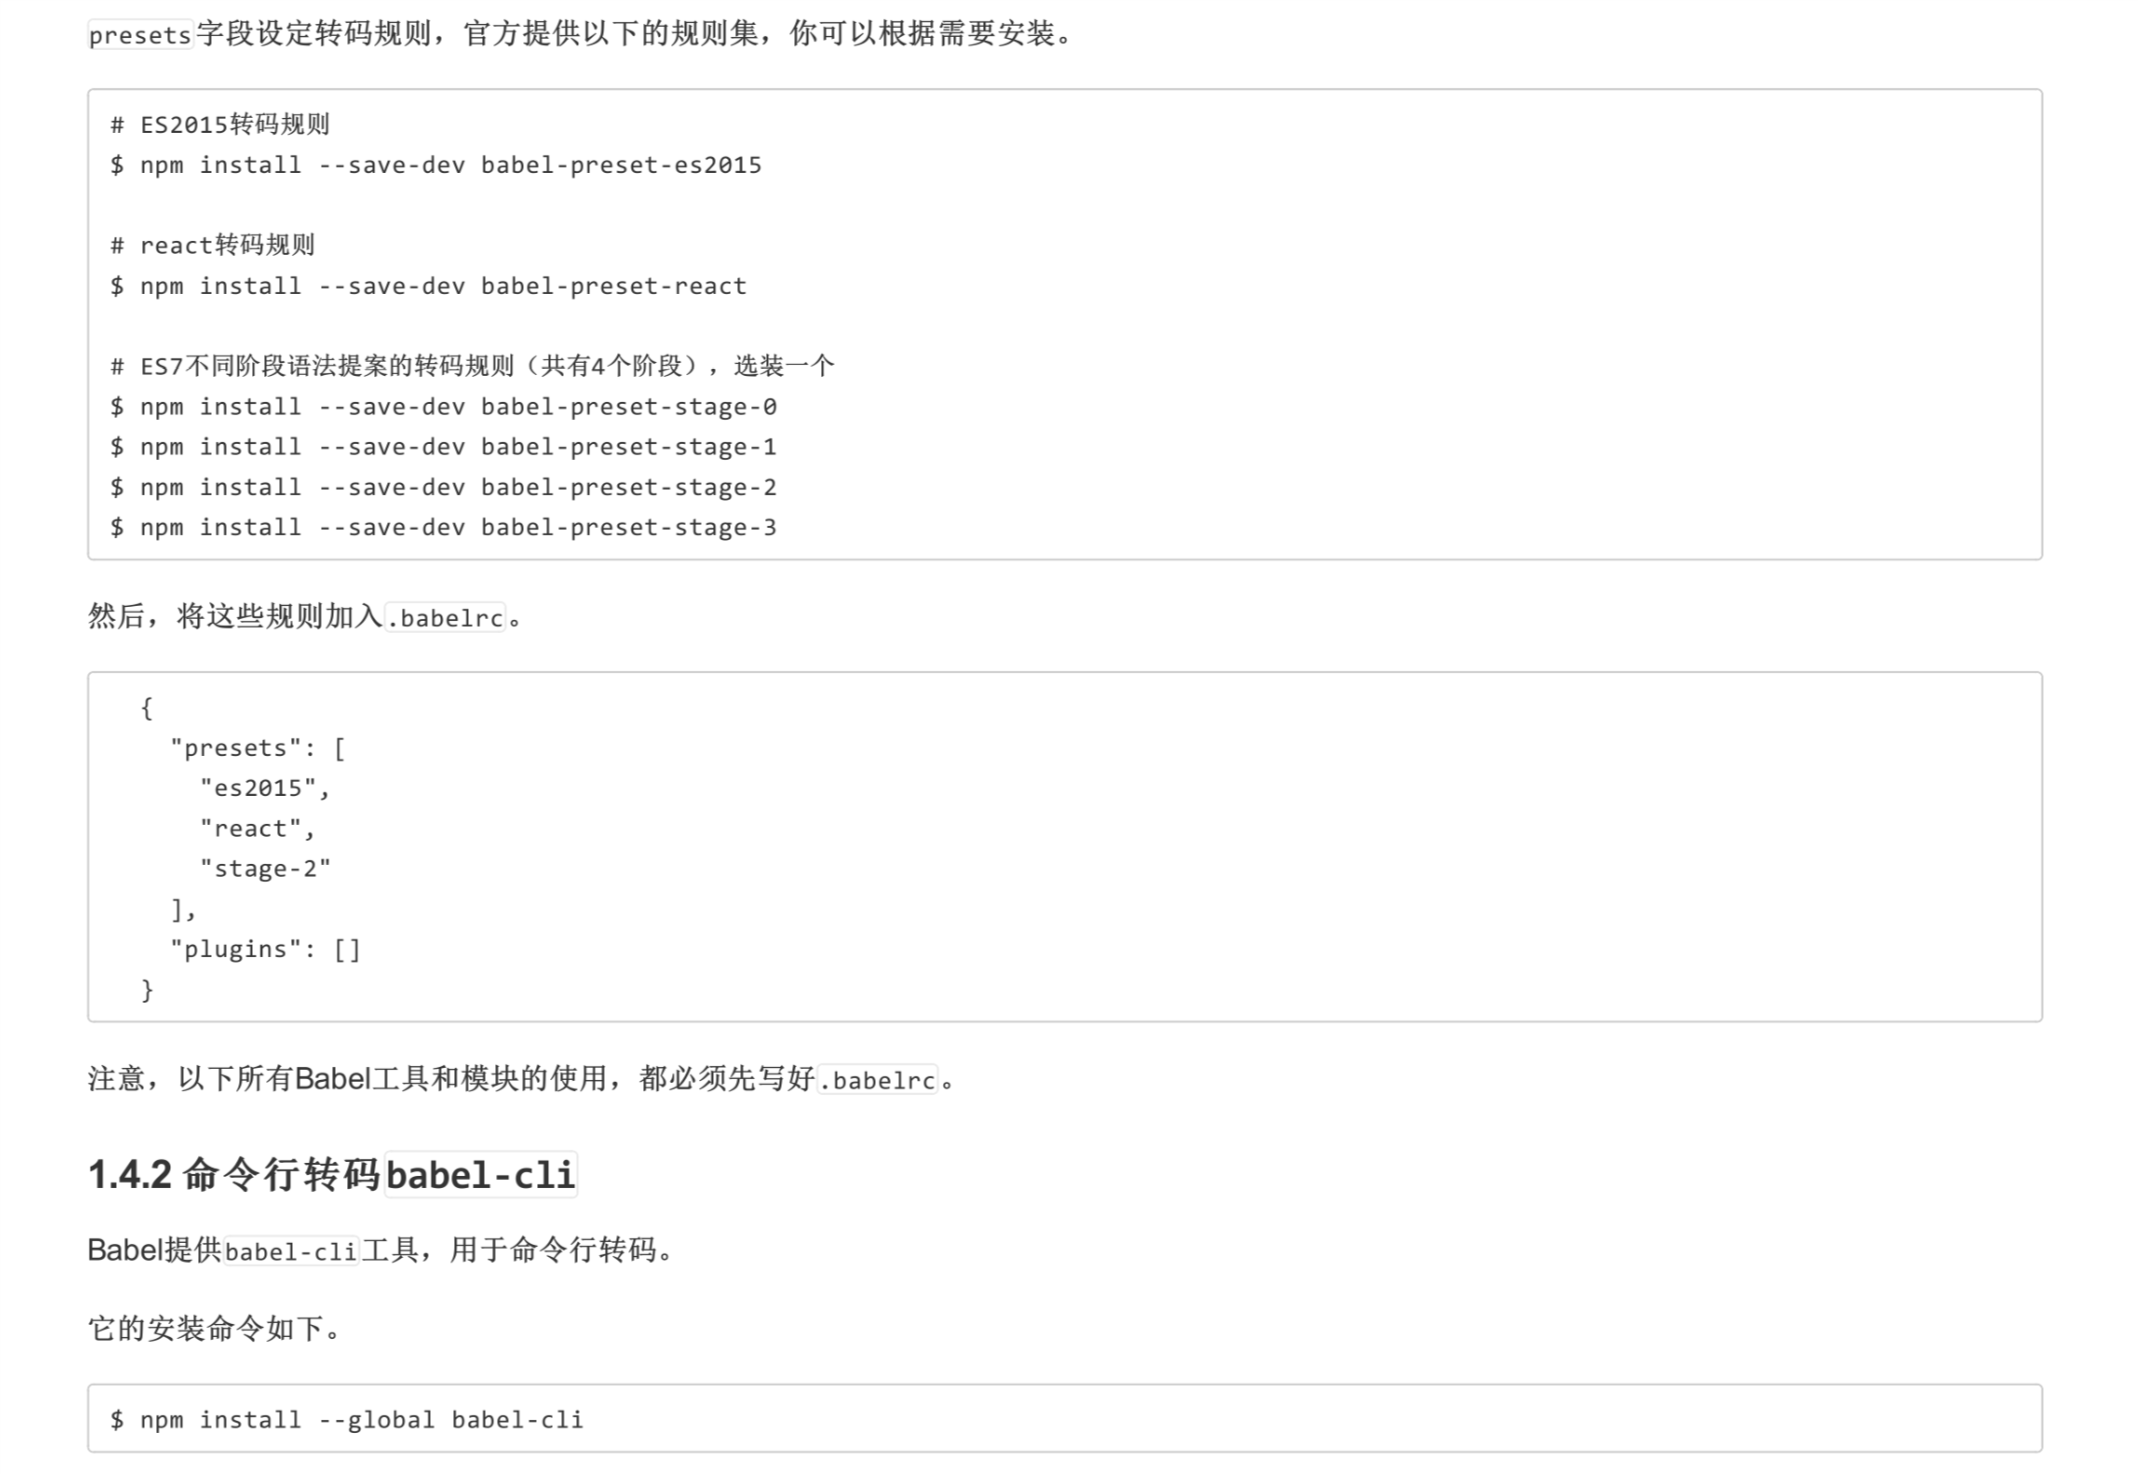 presets字段设定转码规则，官方提供以下的规则集，你可以根据需要安装。
# ES2015转码规则
$ npm install --save-dev babel-preset-es2015
# react转码规则
$ npm install --save-dev babel-preset-react
# ES7不同阶段语法提案的转码规则（共有4个阶段），选装一个
$ npm install --save-dev babel-preset-stage-0
$ npm install --save-dev babel-preset-stage-1
$ npm install --save-dev babel-preset-stage-2
$ npm install --save-dev babel-preset-stage-3
然后，将这些规则加入.babelrc。
{
"presets": [
"es2015",
"react",
"stage-2"
],
"plugins": []
}
注意，以下所有Babel工具和模块的使用，都必须先写好.babelrc。
1.4.2 命令行转码babel-cli
Babel提供babel-cli工具，用于命令行转码。
它的安装命令如下。
$ npm install --global babel-cli